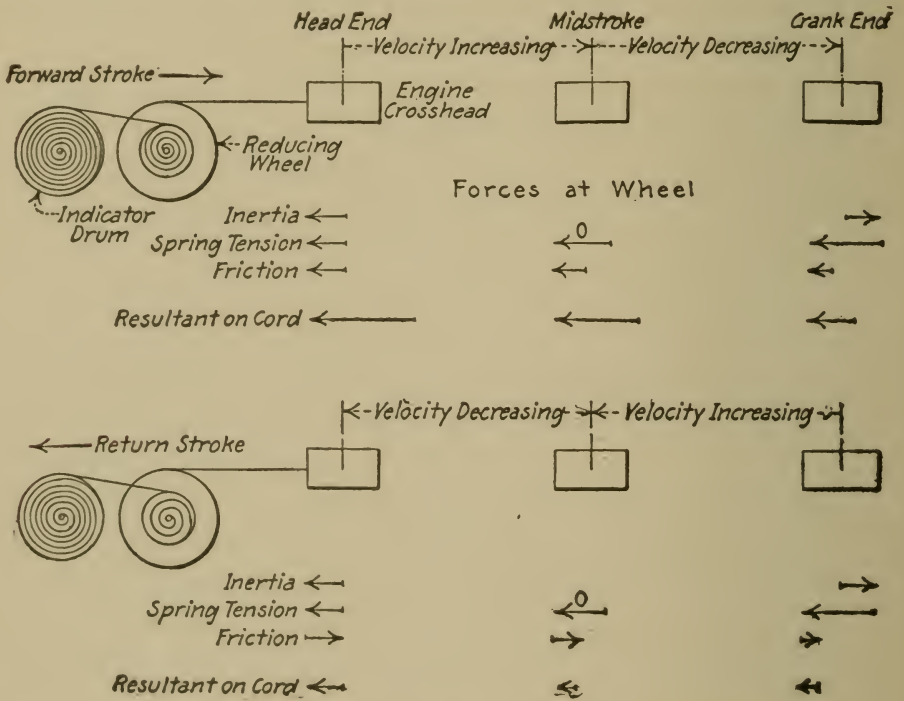 Head End Midstroke Crank End
Velocity Increasing Velocity Decreasing
Forward Stroke
Engine
Crosshead
Reducing
Wheel
Indicator
Drum
Forces at Wheel
Inertia
Spring Tension 0
Friction
Resultant on Cord
Velocity Decreasing Velocity Increasing
Return Stroke
Inertia
Spring Tension 0
Friction
Resultant on Cord